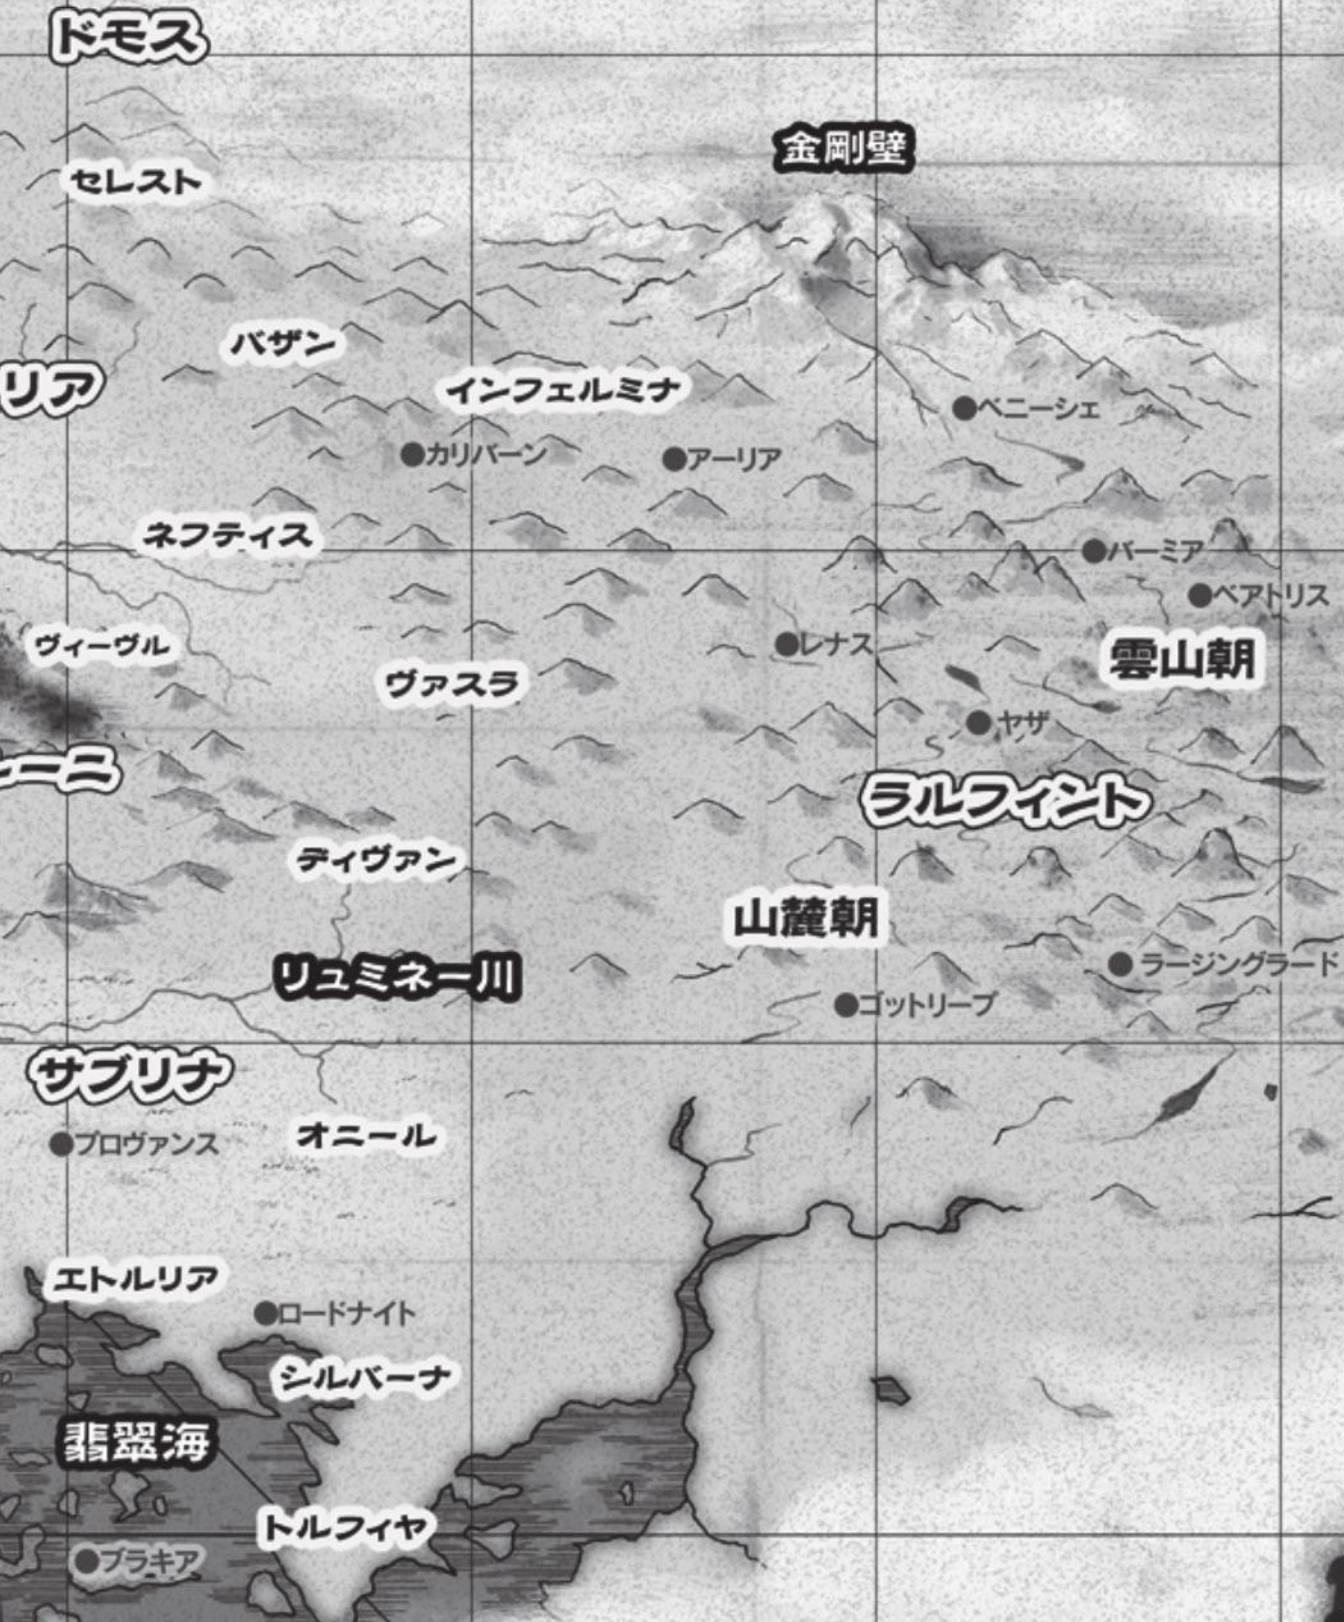 ドモス
金剛壁
セレスト
バザン
リア
インフェルミナ
ベニーシェ
カリバーン
アーリア
ネフティス
バーミア
ベアトリス
ヴィーヴル
レナス
雲山朝
ヴァスラ
ヤザ
ーニ
ラルフィント
ディヴァン
山麓朝
リュミネー川
ラージングラード
ゴットリープ
サブリナ
プロヴァンス
オニール
エトルリア
ロードナイト
シルバーナ
翡翠海
トルフィヤ
ブラキア